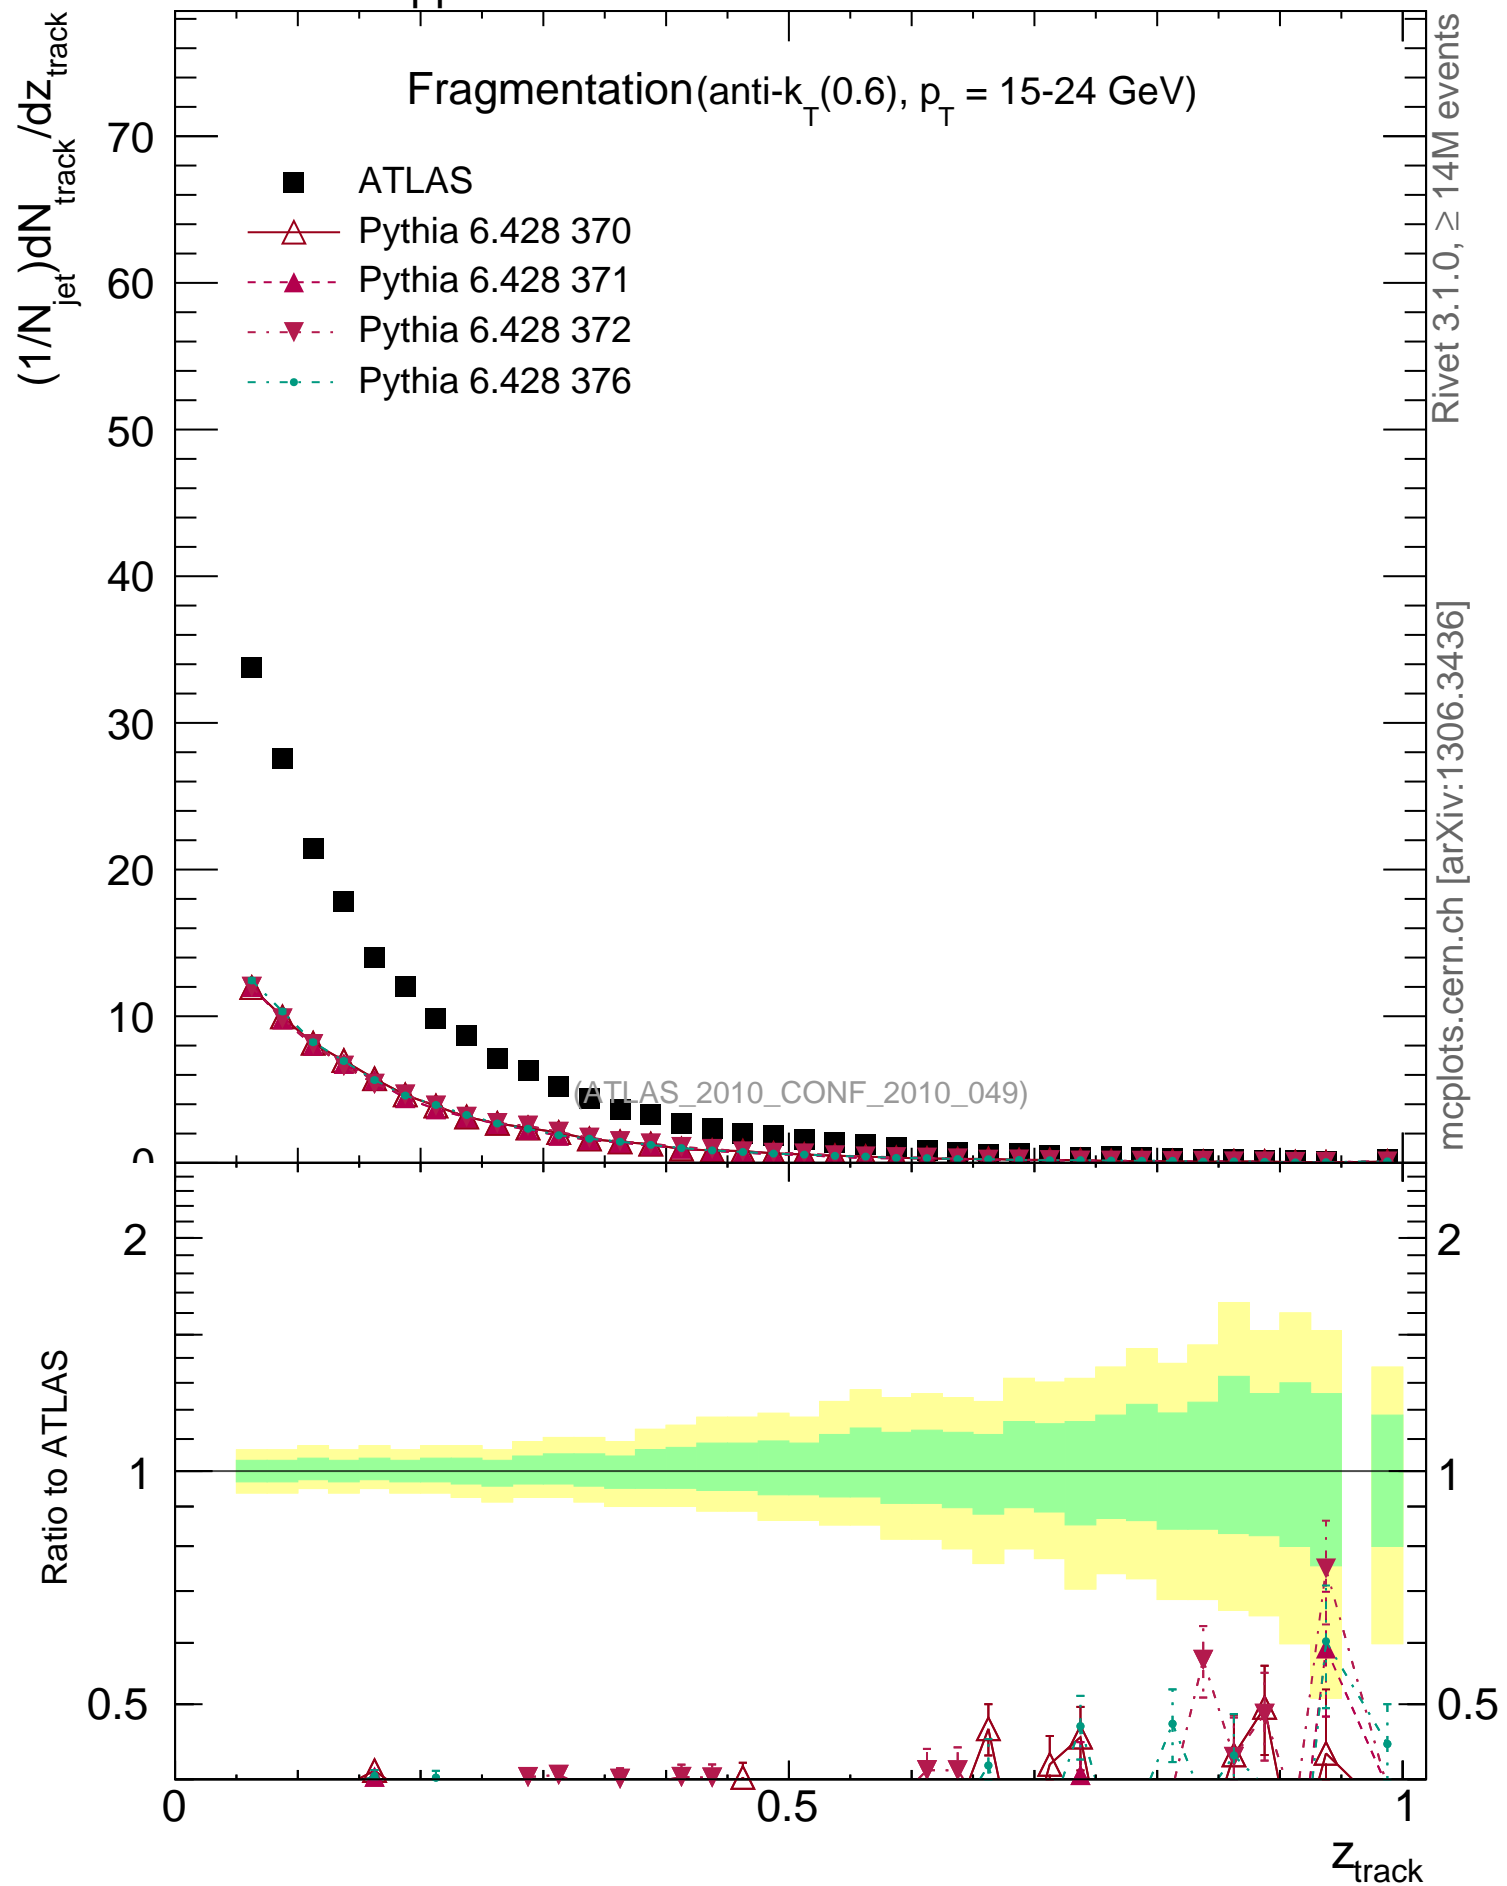 pp
Fragmentation (anti-k_T(0.6), p_T = 15-24 GeV)
(1/N_jet)dN_track/dz_track
ATLAS
Pythia 6.428 370
Pythia 6.428 371
Pythia 6.428 372
Pythia 6.428 376
70
60
50
40
30
20
10
0
(ATLAS_2010_CONF_2010_049)
Rivet 3.1.0, ≥ 14M events
mcplots.cern.ch [arXiv:1306.3436]
Ratio to ATLAS
2
1
0.5
2
1
0.5
0
0.5
1
z_track